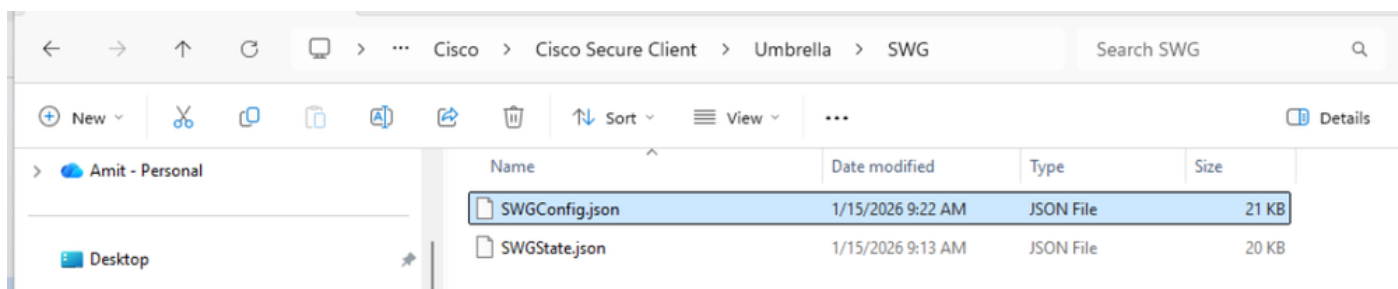 Cisco > Cisco Secure Client > Umbrella > SWG Search SWG
New Sort View ... Details
Name Date modified Type Size
Amit - Personal
SWGConfig.json 1/15/2026 9:22 AM JSON File 21 KB
SWGState.json 1/15/2026 9:13 AM JSON File 20 KB
Desktop